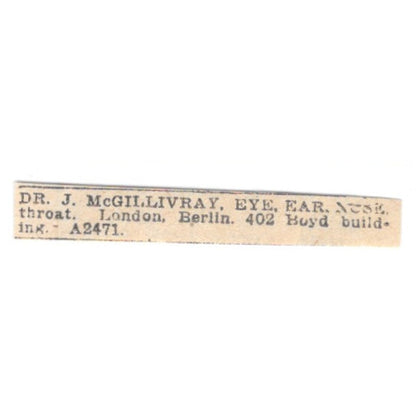 DR. J. McGILLIVRAY, EYE, EAR, NOSE,
throat. London, Berlin. 402 Boyd build-
ing. A2471.